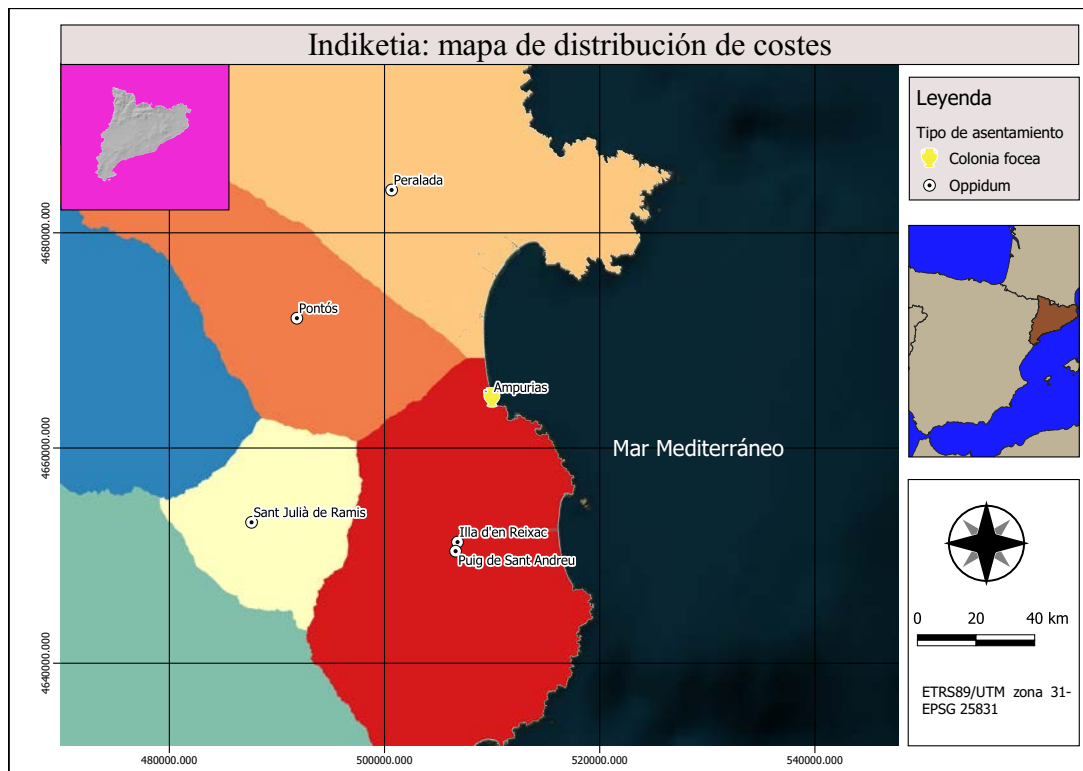 Indiketia: mapa de distribución de costes
Peralada
Pontós
Ampurias
Mar Mediterráneo
Sant Julià de Ramis
Illa d'en Reixac
Puig de Sant Andreu
4680000.000
4660000.000
4640000.000
480000.000
500000.000
520000.000
540000.000
Leyenda
Tipo de asentamiento
Colonia focea
Oppidum
0 20 40 km
ETRS89/UTM zona 31-
EPSG 25831